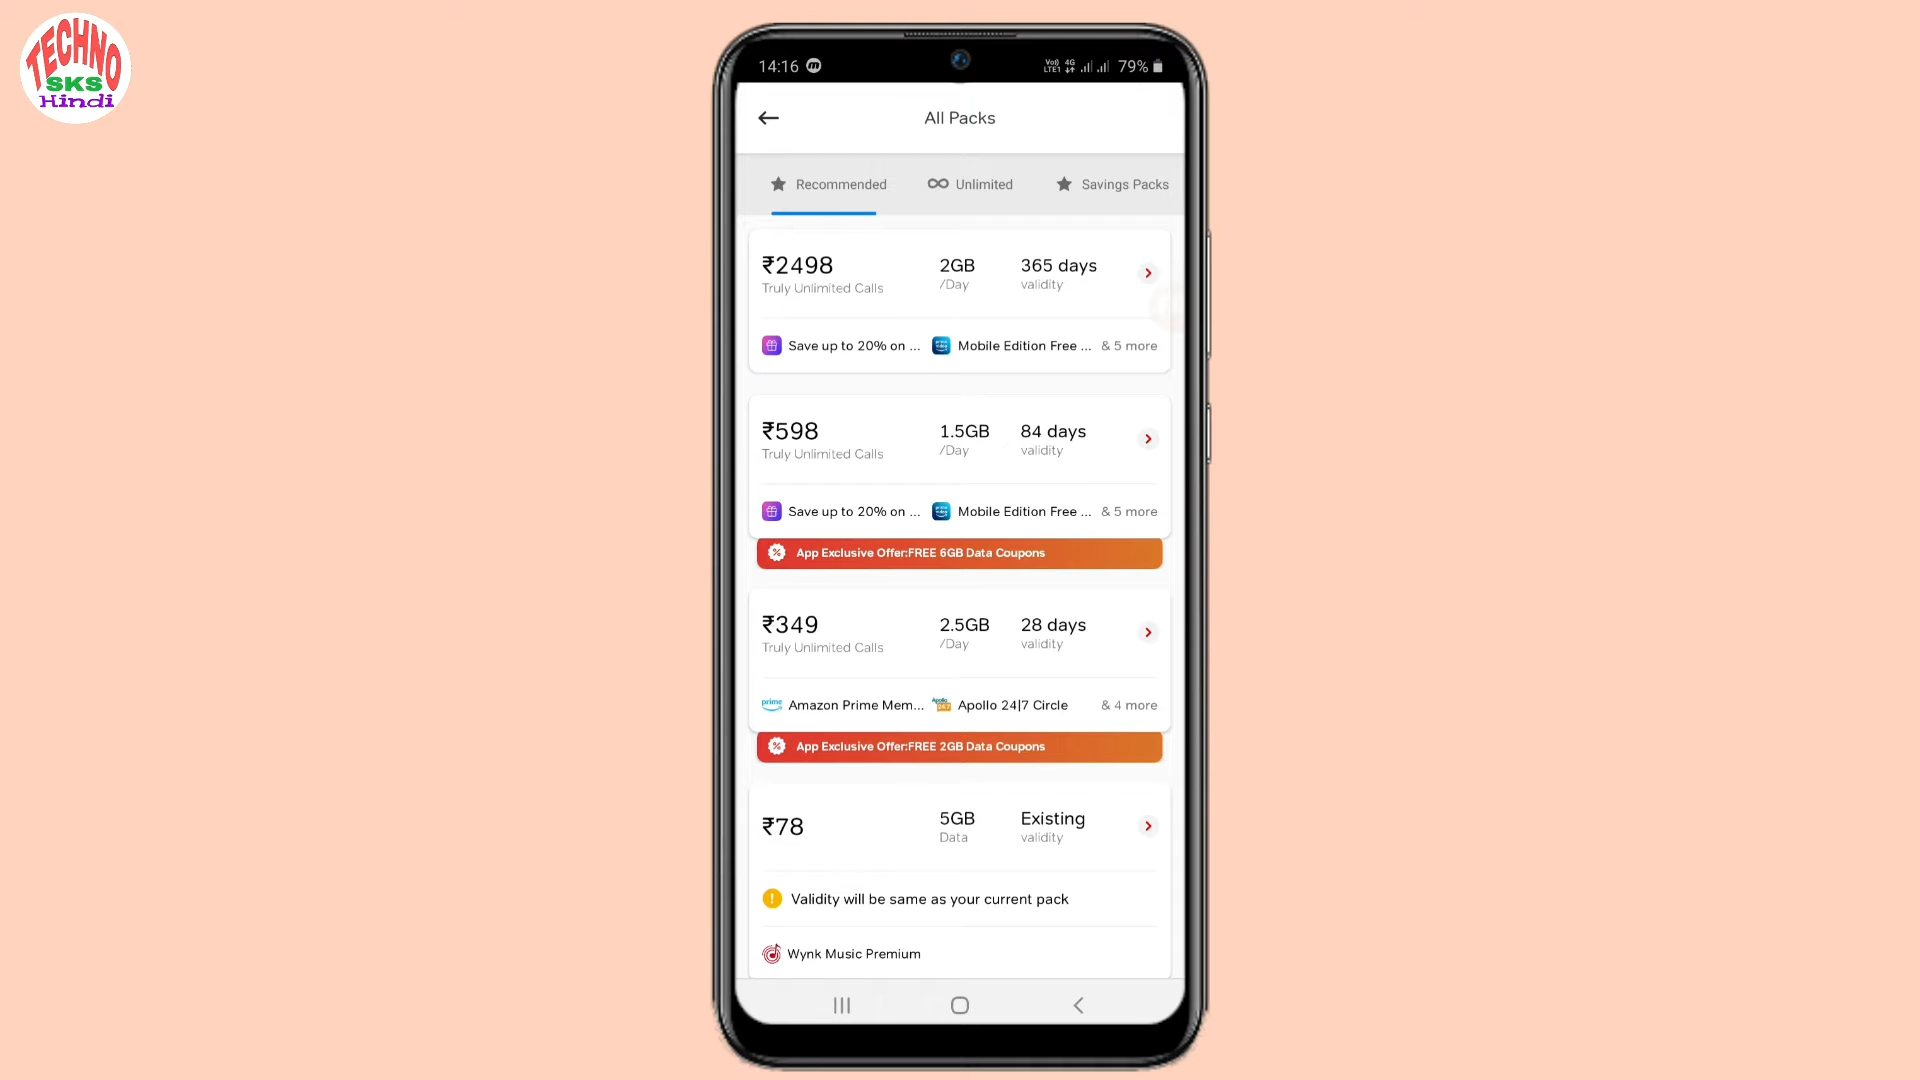 TECHNO
SKS
Hindi
14:16
Vo) 4G
LTE1
79%
All Packs
Recommended Unlimited Savings Packs
₹2498 2GB 365 days
Truly Unlimited Calls /Day validity
Save up to 20% on ... Mobile Edition Free ... & 5 more
₹598 1.5GB 84 days
Truly Unlimited Calls /Day validity
Save up to 20% on ... Mobile Edition Free ... & 5 more
App Exclusive Offer:FREE 6GB Data Coupons
₹349 2.5GB 28 days
Truly Unlimited Calls /Day validity
prime Amazon Prime Mem... Apollo 24|7 Circle & 4 more
App Exclusive Offer:FREE 2GB Data Coupons
₹78 5GB Existing
Data validity
Validity will be same as your current pack
Wynk Music Premium